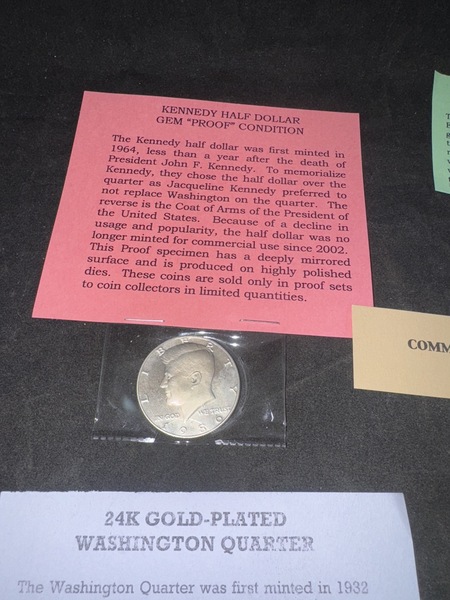 KENNEDY HALF DOLLAR
GEM "PROOF" CONDITION
The Kennedy half dollar was first minted in
1964, less than a year after the death of
President John F. Kennedy. To memorialize
Kennedy, they chose the half dollar over the
quarter as Jacqueline Kennedy preferred to
not replace Washington on the quarter. The
reverse is the Coat of Arms of the President of
the United States. Because of a decline in
usage and popularity, the half dollar was no
longer minted for commercial use since 2002.
This Proof specimen has a deeply mirrored
surface and is produced on highly polished
dies. These coins are sold only in proof sets
to coin collectors in limited quantities.
COMM
LIBERTY
IN GOD WE TRUST
1989
24K GOLD-PLATED
WASHINGTON QUARTER
The Washington Quarter was first minted in 1932